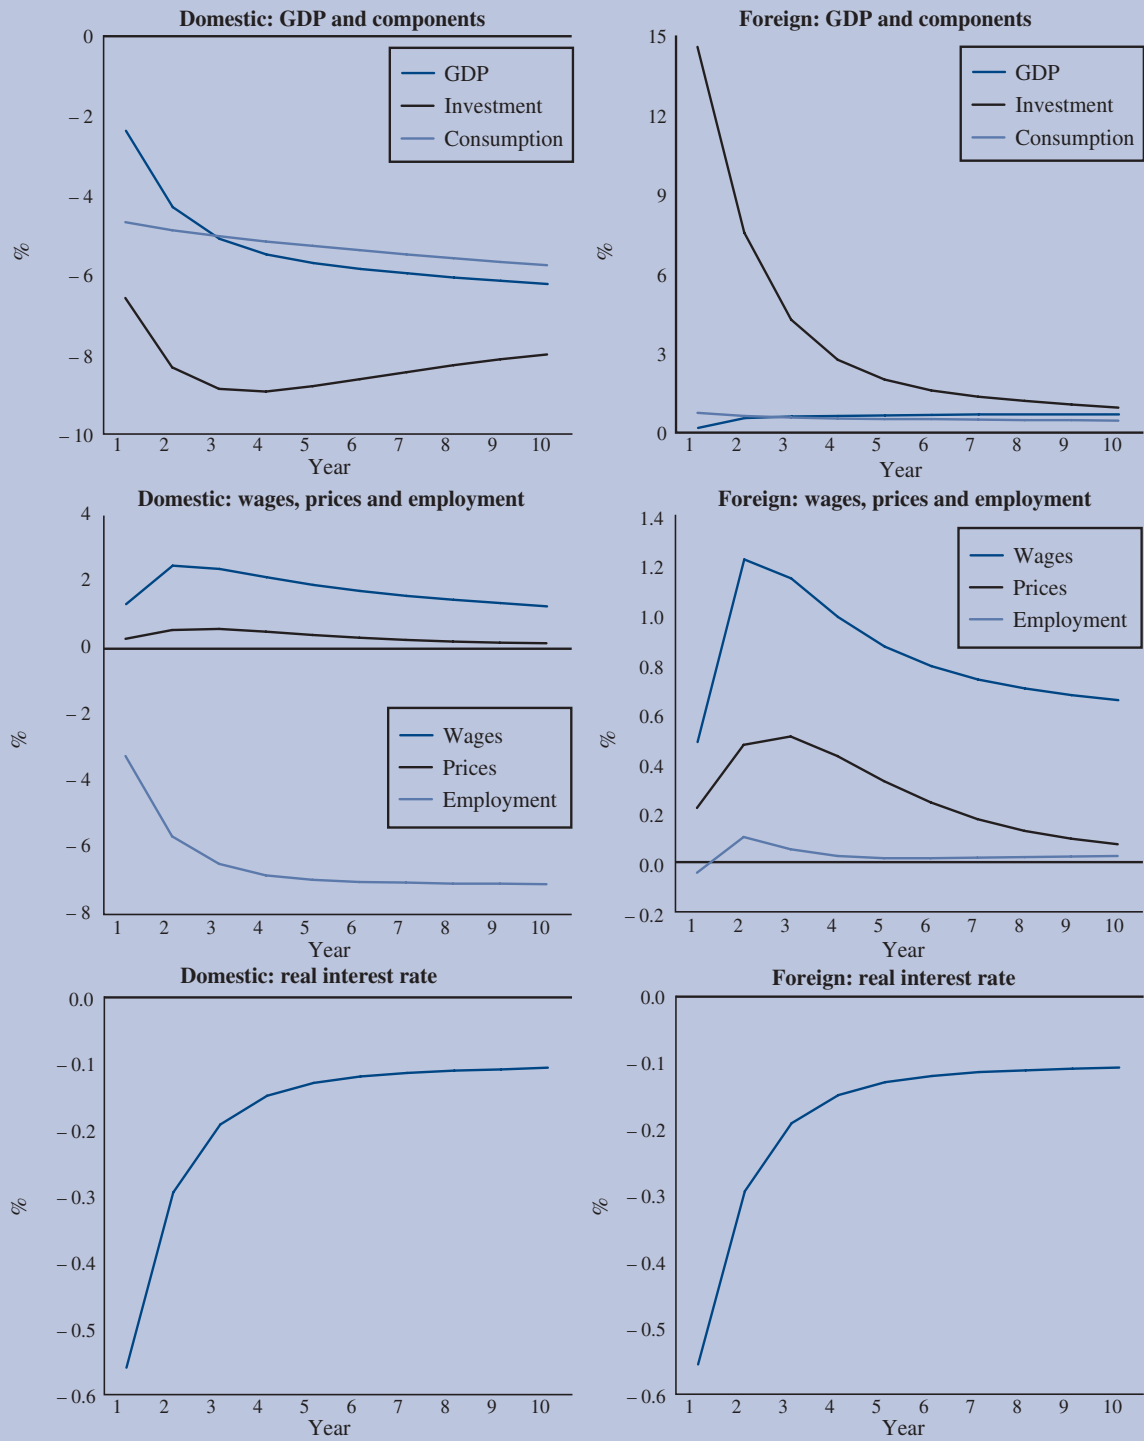 Domestic: GDP and components
0
– 2
– 4
– 6
– 8
– 10
%
GDP
Investment
Consumption
1 2 3 4 5 6 7 8 9 10
Year
Foreign: GDP and components
15
12
9
6
3
0
%
GDP
Investment
Consumption
1 2 3 4 5 6 7 8 9 10
Year
Domestic: wages, prices and employment
4
2
0
– 2
– 4
– 6
– 8
%
Wages
Prices
Employment
1 2 3 4 5 6 7 8 9 10
Year
Foreign: wages, prices and employment
1.4
1.2
1.0
0.8
0.6
0.4
0.2
0.0
– 0.2
%
Wages
Prices
Employment
1 2 3 4 5 6 7 8 9 10
Year
Domestic: real interest rate
0.0
– 0.1
– 0.2
– 0.3
– 0.4
– 0.5
– 0.6
%
1 2 3 4 5 6 7 8 9 10
Year
Foreign: real interest rate
0.0
– 0.1
– 0.2
– 0.3
– 0.4
– 0.5
– 0.6
%
1 2 3 4 5 6 7 8 9 10
Year